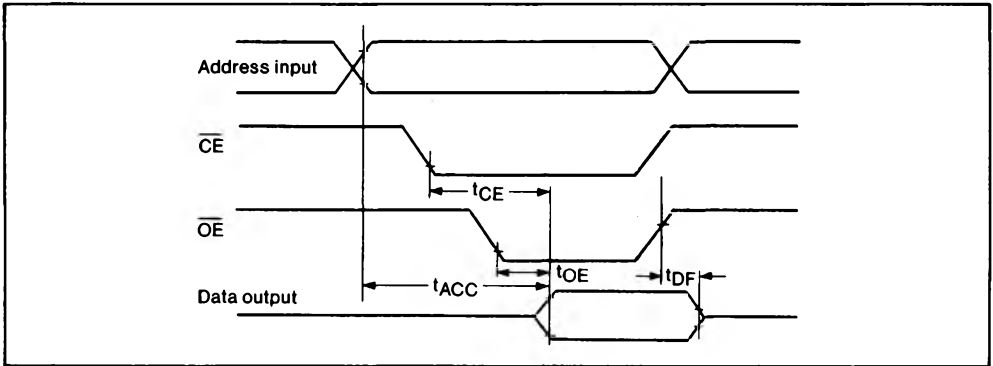 Address input
CE
tCE
OE
tOE
tDF
tACC
Data output